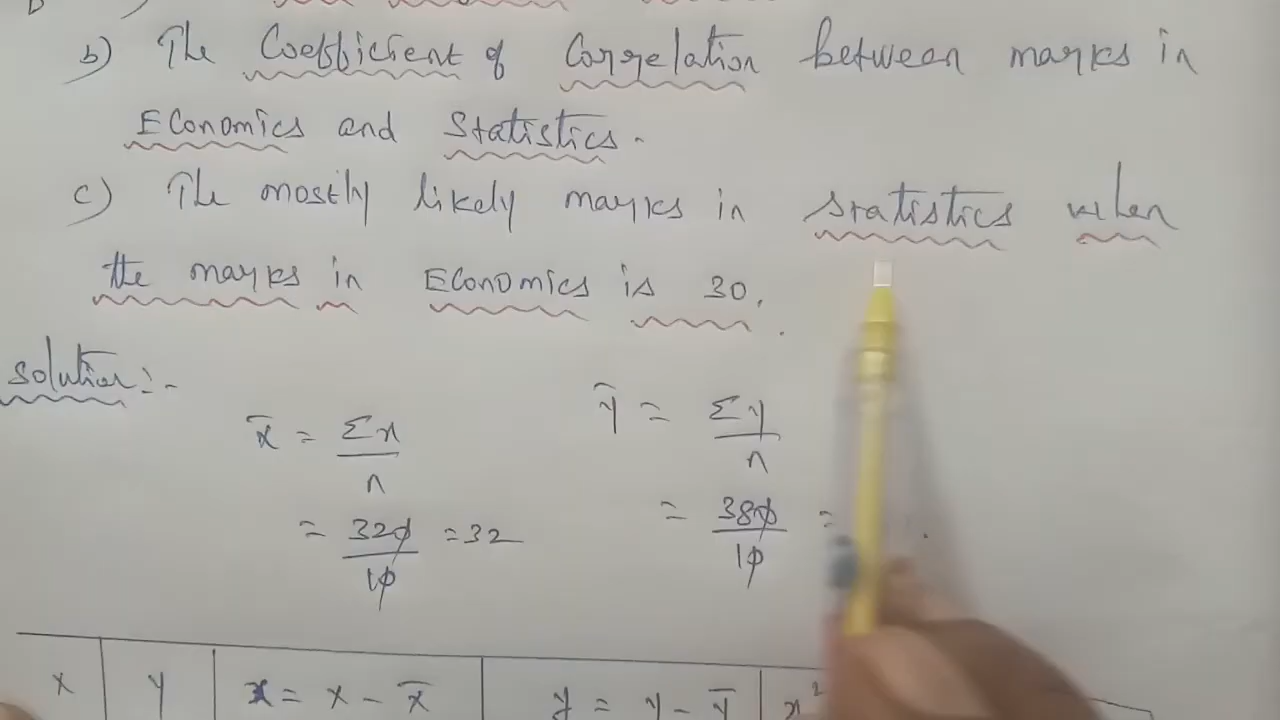 b) The Coefficient of Correlation between marks in
Economics and Statistics.
c) The mostly likely marks in statistics when
the marks in Economics is 30.
Solution:-
x̄ = Σx / n
ȳ = Σy / n
= 320 / 10 = 32
= 380 / 10 =
X | Y | x = X - X̄ | y = Y - Ȳ | x²